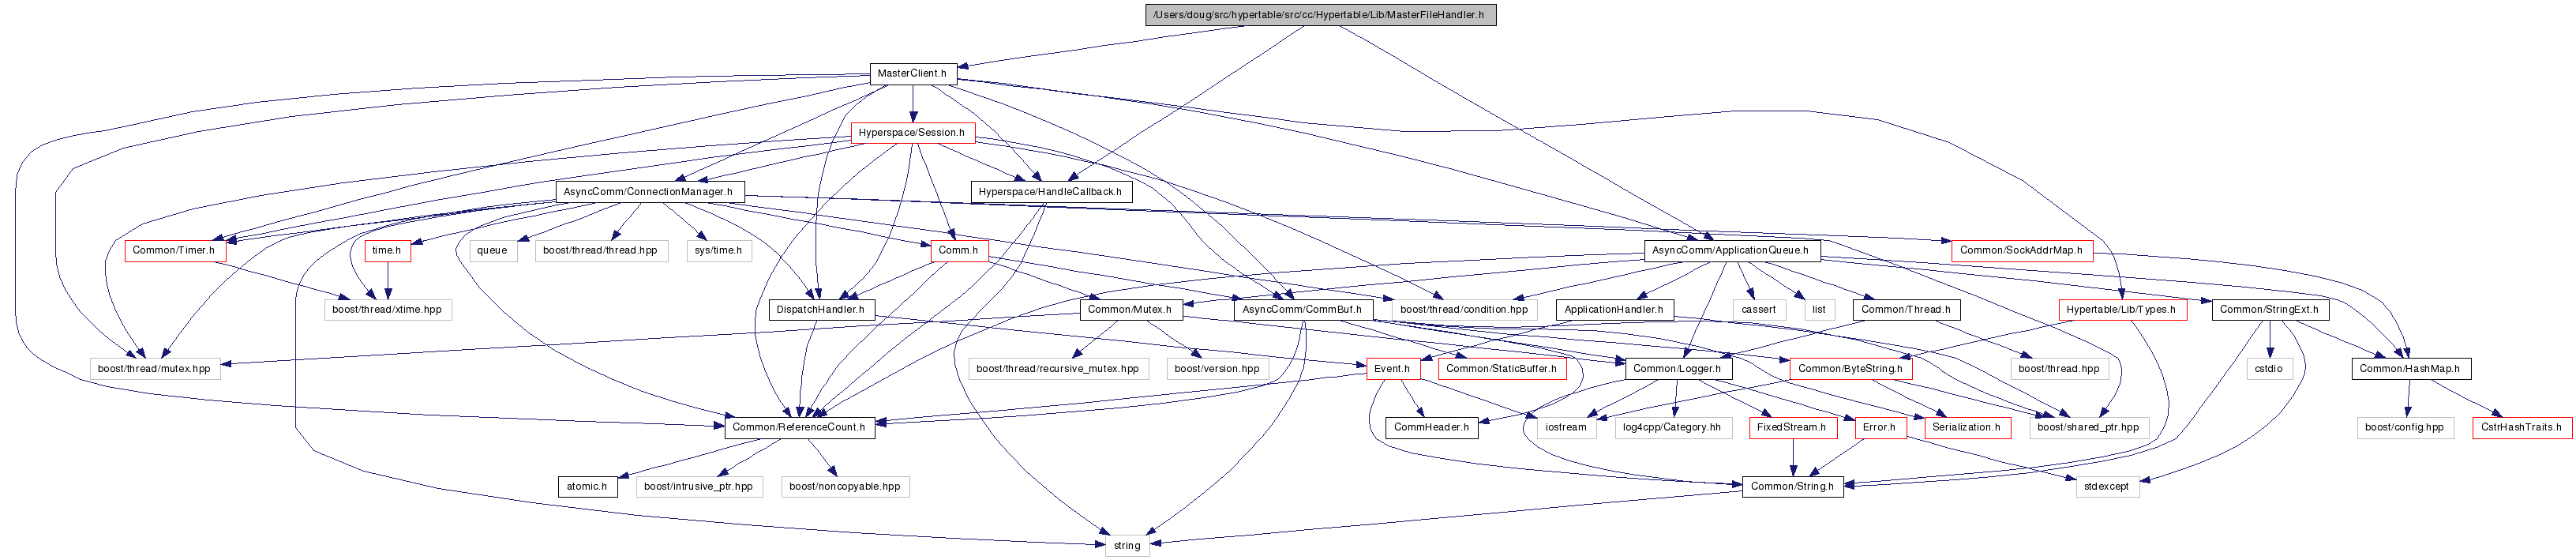 /Users/doug/src/hypertable/src/cc/Hypertable/Lib/MasterFileHandler.h
MasterClient.h
Hyperspace/Session.h
AsyncComm/ConnectionManager.h
Hyperspace/HandleCallback.h
Common/Timer.h
time.h
queue
boost/thread/thread.hpp
sys/time.h
Comm.h
AsyncComm/ApplicationQueue.h
Common/SockAddrMap.h
boost/thread/xtime.hpp
DispatchHandler.h
Common/Mutex.h
AsyncComm/CommBuf.h
boost/thread/condition.hpp
ApplicationHandler.h
cassert
list
Common/Thread.h
Hypertable/Lib/Types.h
Common/StringExt.h
boost/thread/mutex.hpp
boost/thread/recursive_mutex.hpp
boost/version.hpp
Event.h
Common/StaticBuffer.h
Common/Logger.h
Common/ByteString.h
boost/thread.hpp
cstdio
Common/HashMap.h
Common/ReferenceCount.h
CommHeader.h
iostream
log4cpp/Category.hh
FixedStream.h
Error.h
Serialization.h
boost/shared_ptr.hpp
boost/config.hpp
CstrHashTraits.h
atomic.h
boost/intrusive_ptr.hpp
boost/noncopyable.hpp
Common/String.h
stdexcept
string